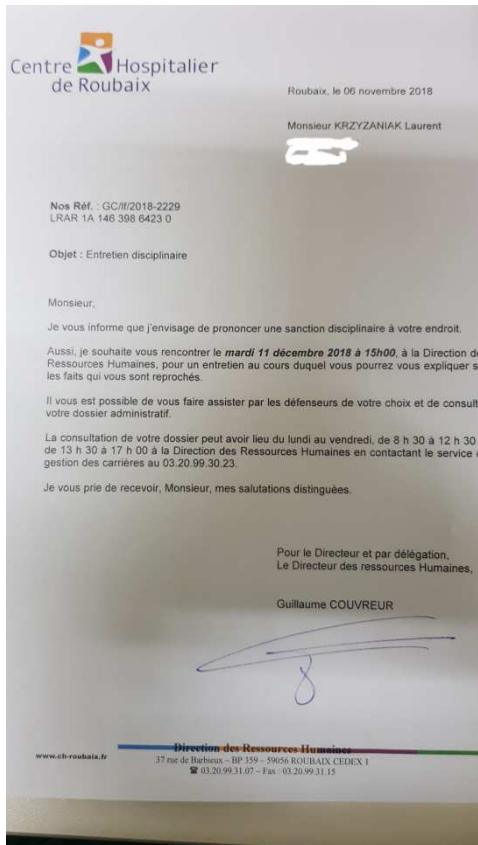 Centre Hospitalier
de Roubaix
Roubaix, le 06 novembre 2018
Monsieur KRZYZANIAK Laurent
Nos Réf. : GC/lf/2018-2229
LRAR 1A 146 398 6423 0
Objet : Entretien disciplinaire
Monsieur,
Je vous informe que j'envisage de prononcer une sanction disciplinaire à votre endroit.
Aussi, je souhaite vous rencontrer le mardi 11 décembre 2018 à 15h00, à la Direction de
Ressources Humaines, pour un entretien au cours duquel vous pourrez vous expliquer s
les faits qui vous sont reprochés.
Il vous est possible de vous faire assister par les défenseurs de votre choix et de consult
votre dossier administratif.
La consultation de votre dossier peut avoir lieu du lundi au vendredi, de 8 h 30 à 12 h 30
de 13 h 30 à 17 h 00 à la Direction des Ressources Humaines en contactant le service
gestion des carrières au 03.20.99.30.23.
Je vous prie de recevoir, Monsieur, mes salutations distinguées.
Pour le Directeur et par délégation,
Le Directeur des ressources Humaines,
Guillaume COUVREUR
Direction des Ressources Humaines
www.ch-roubaix.fr
37 rue de Barbieux – BP 359 – 59056 ROUBAIX CEDEX 1
☎ 03.20.99.31.07 – Fax : 03.20.99.31.15